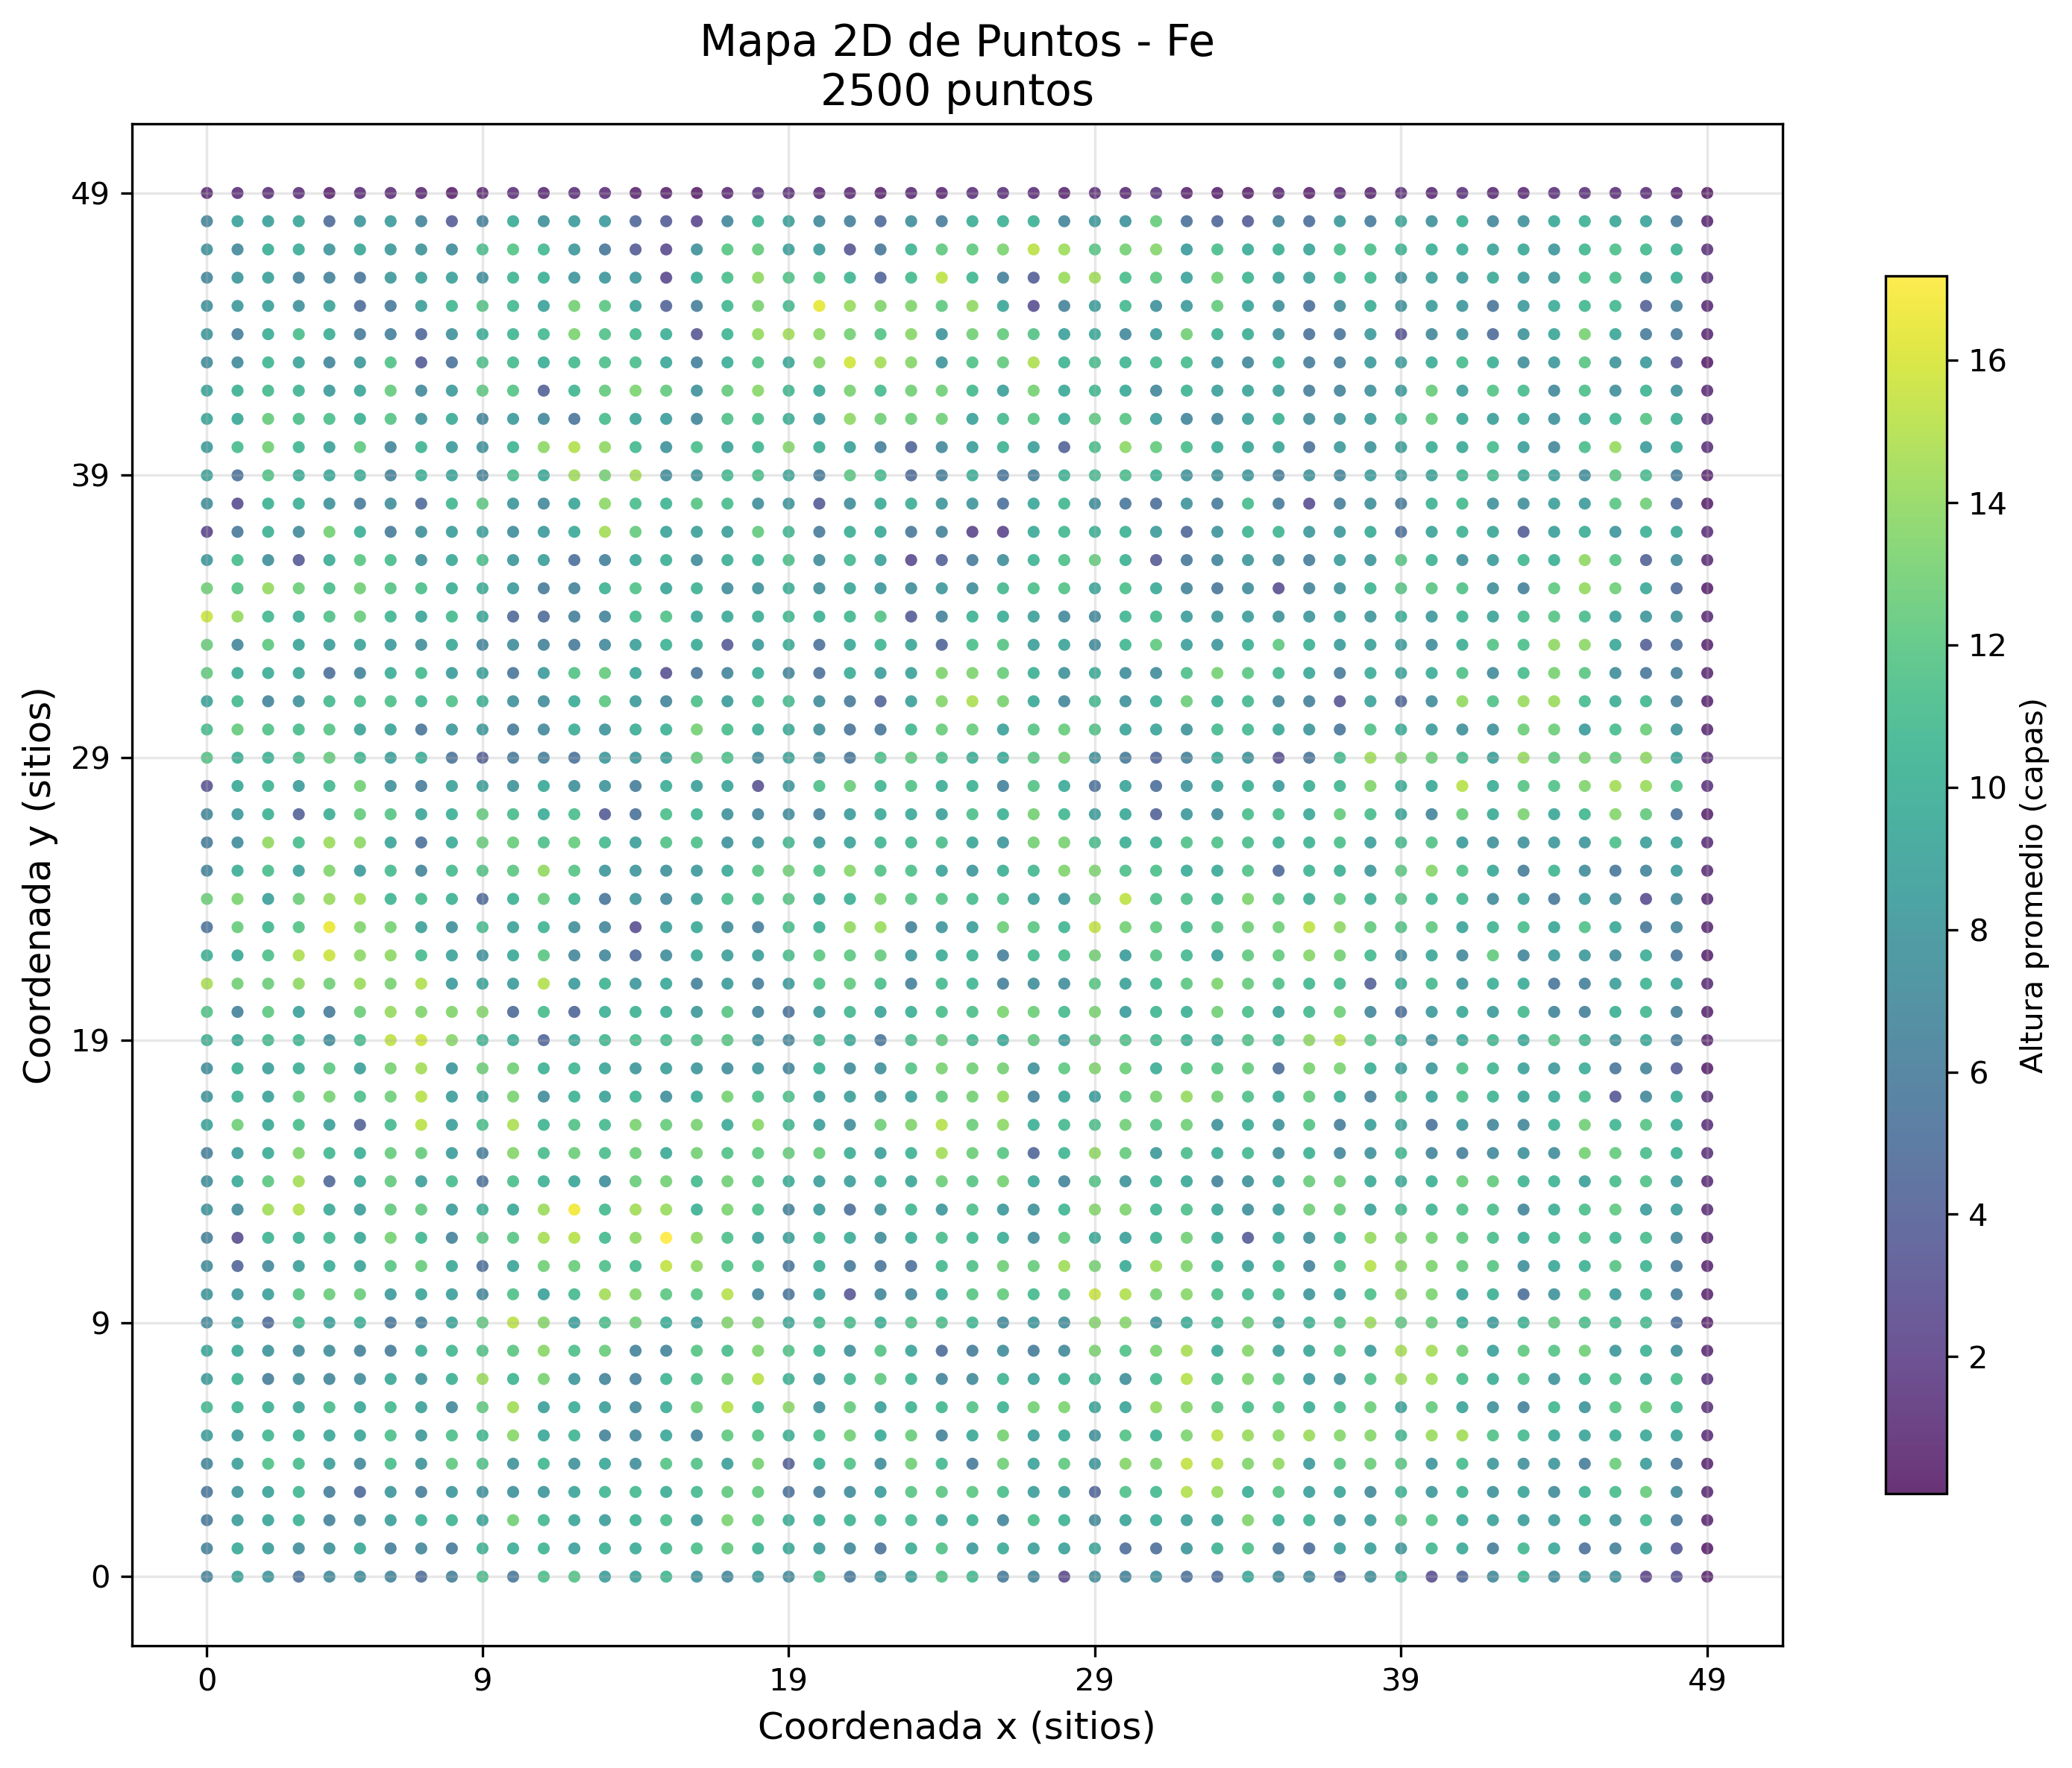 Mapa 2D de Puntos - Fe
2500 puntos
Coordenada y (sitios)
49
39
29
19
9
0
0 9 19 29 39 49
Coordenada x (sitios)
16
14
12
10
8
6
4
2
Altura promedio (capas)